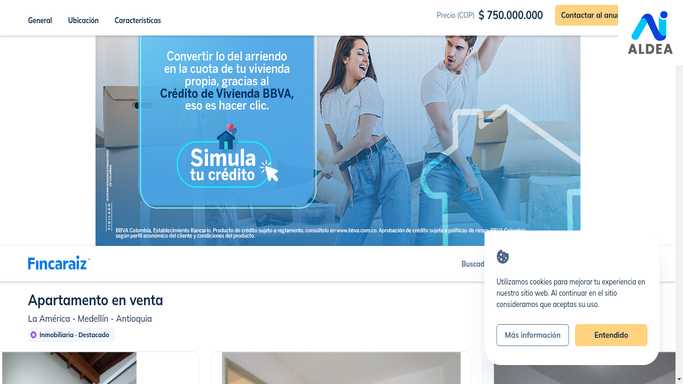 General Ubicación Características Precio (COP) $ 750.000.000 Contactar al anu
ALDEA
Convertir lo del arriendo
en la cuota de tu vivienda
propia, gracias al
Crédito de Vivienda BBVA,
eso es hacer clic.
Simula
tu crédito
BBVA Colombia, Establecimiento Bancario. Producto de crédito sujeto a reglamento, consúltelo en www.bbva.com.co. Aprobación de crédito sujeta a políticas de riesgo BBVA Colombia
según perfil económico del cliente y condiciones del producto.
Fincaraiz
Buscad
Apartamento en venta
La América - Medellín - Antioquia
Inmobiliaria - Destacado
Utilizamos cookies para mejorar tu experiencia en
nuestro sitio web. Al continuar en el sitio
consideramos que aceptas su uso.
Más información Entendido